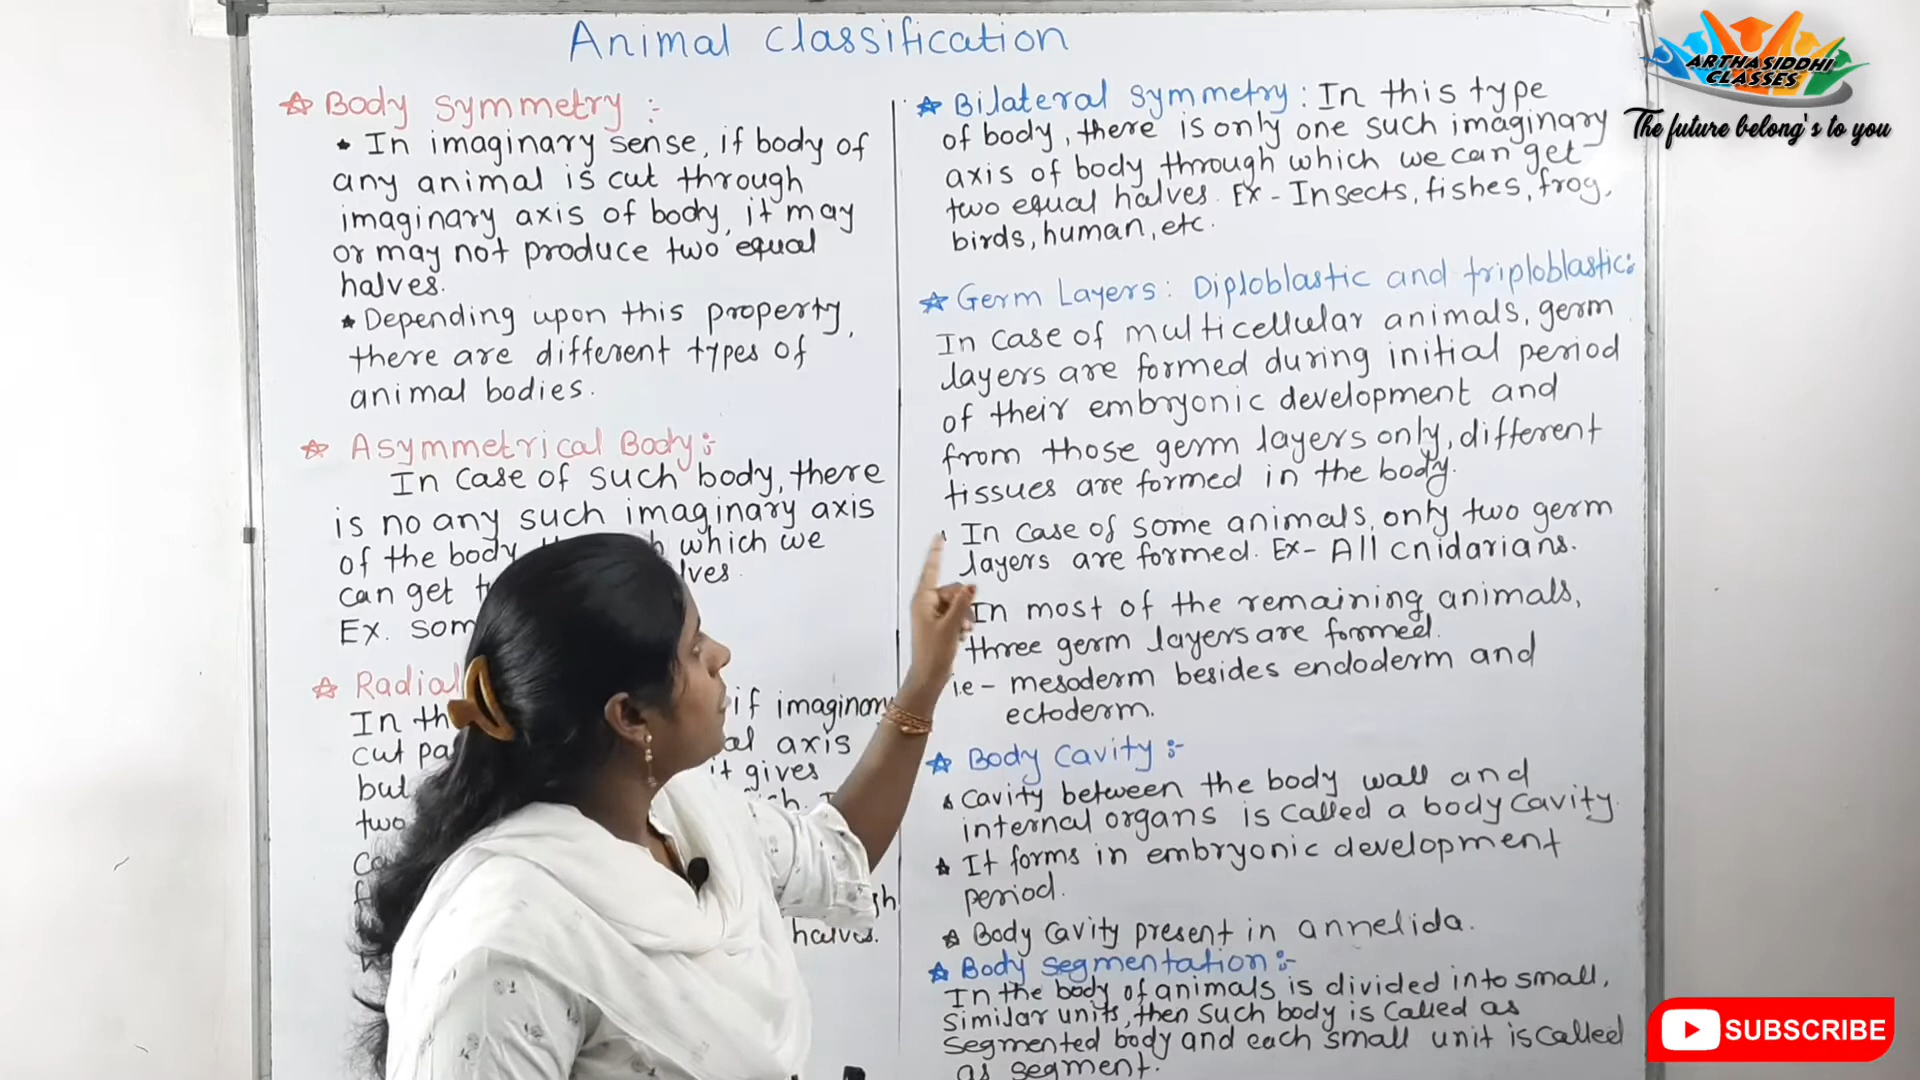 Animal Classification
Body Symmetry :-
In imaginary sense, if body of
any animal is cut through
imaginary axis of body, it may
or may not produce two equal
halves.
Depending upon this property,
there are different types of
animal bodies.
Asymmetrical Body :-
In case of such body, there
is no any such imaginary axis
of the body which we
can get
Ex.
Radial
In if imaginary
cut axis
but it gives
two
halves.
Bilateral Symmetry : In this type
of body, there is only one such imaginary
axis of body through which we can get
two equal halves. Ex - Insects, fishes, frog,
birds, human, etc.
Germ Layers : Diploblastic and triploblastic:-
In case of multicellular animals, germ
layers are formed during initial period
of their embryonic development and
from those germ layers only, different
tissues are formed in the body.
In case of some animals, only two germ
layers are formed. Ex- All cnidarians.
In most of the remaining animals,
three germ layers are formed.
i.e - mesoderm besides endoderm and
ectoderm.
Body Cavity :-
Cavity between the body wall and
internal organs is called a body cavity.
It forms in embryonic development
period.
Body cavity present in annelida.
Body segmentation :-
In the body of animals is divided into small,
similar units, then such body is called as
segmented body and each small unit is called
as segment.
ARTHASIDDHI
CLASSES
The future belong's to you
SUBSCRIBE